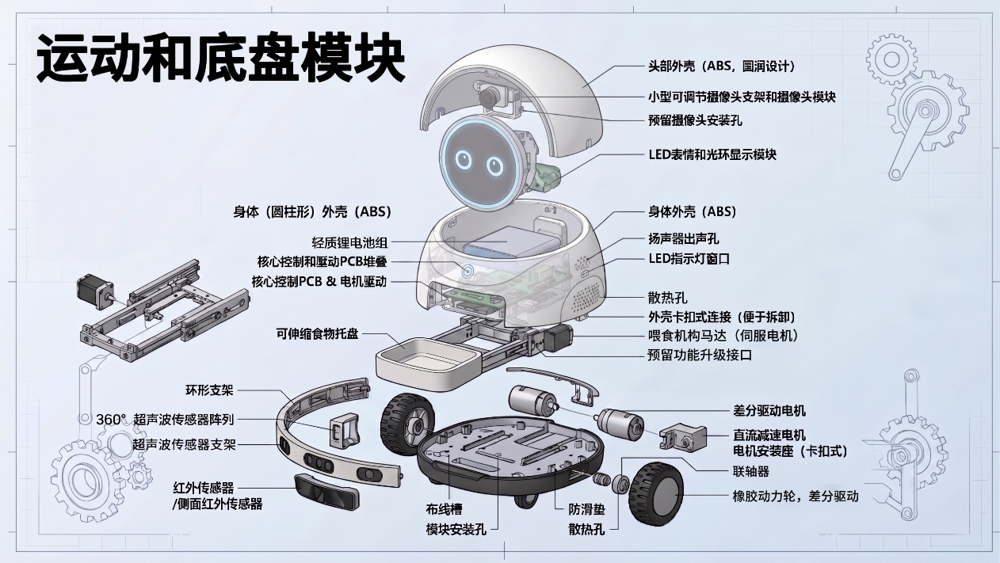 运动和底盘模块
头部外壳（ABS，圆润设计）
小型可调节摄像头支架和摄像头模块
预留摄像头安装孔
LED表情和光环显示模块
身体（圆柱形）外壳（ABS）
轻质锂电池组
核心控制和驱动PCB堆叠
核心控制PCB & 电机驱动
可伸缩食物托盘
身体外壳（ABS）
扬声器出声孔
LED指示灯窗口
散热孔
外壳卡扣式连接（便于拆卸）
喂食机构马达（伺服电机）
预留功能升级接口
环形支架
360° 超声波传感器阵列
超声波传感器支架
红外传感器
/侧面红外传感器
布线槽
模块安装孔
防滑垫
散热孔
差分驱动电机
直流减速电机
电机安装座（卡扣式）
联轴器
橡胶动力轮，差分驱动